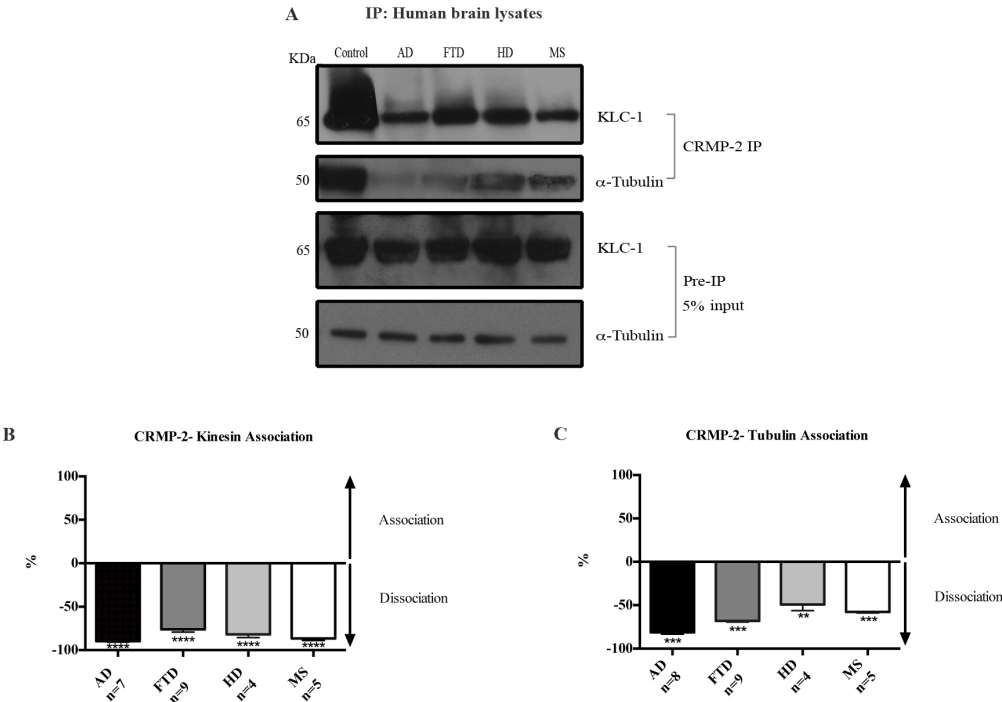 A IP: Human brain lysates
KDa Control AD FTD HD MS
65 KLC-1
CRMP-2 IP
50 α-Tubulin
65 KLC-1
Pre-IP
5% input
50 α-Tubulin
B CRMP-2- Kinesin Association
100
50
0
-50
-100
%
Association
Dissociation
**** **** **** ****
AD n=7
FTD n=9
HD n=4
MS n=5
C CRMP-2- Tubulin Association
100
50
0
-50
-100
%
Association
Dissociation
*** *** ** ***
AD n=8
FTD n=9
HD n=4
MS n=5